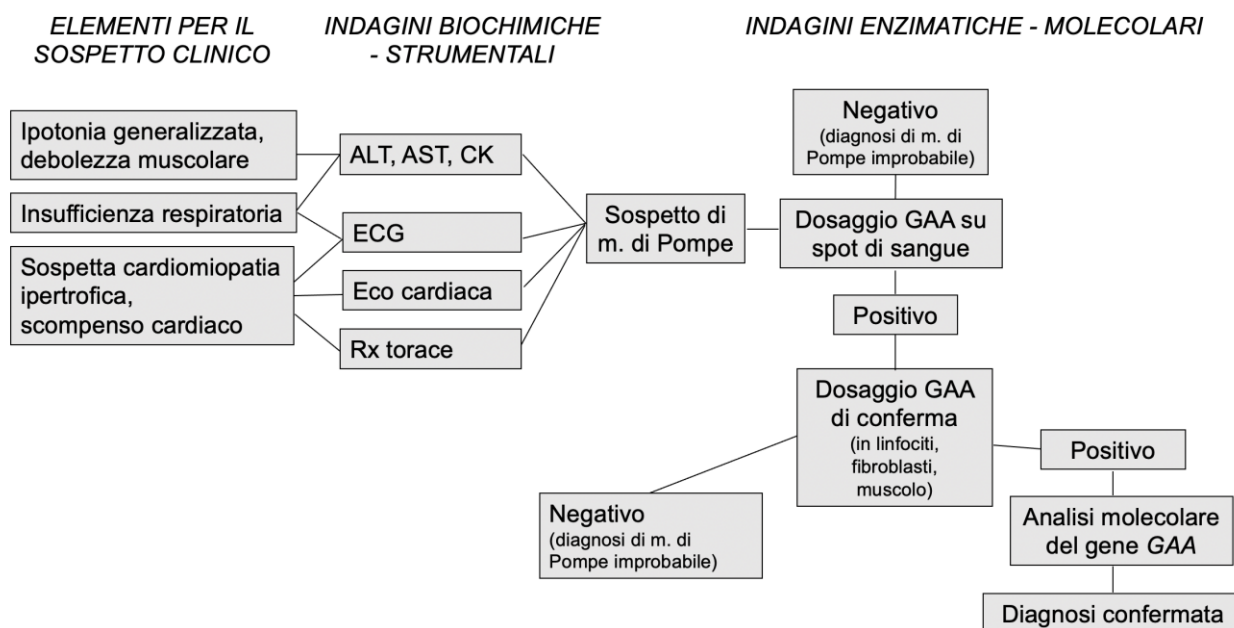 ELEMENTI PER IL
SOSPETTO CLINICO
INDAGINI BIOCHIMICHE
- STRUMENTALI
INDAGINI ENZIMATICHE - MOLECOLARI
Ipotonia generalizzata,
debolezza muscolare
Insufficienza respiratoria
Sospetta cardiomiopatia
ipertrofica,
scompenso cardiaco
ALT, AST, CK
ECG
Eco cardiaca
Rx torace
Sospetto di
m. di Pompe
Negativo
(diagnosi di m. di
Pompe improbabile)
Dosaggio GAA su
spot di sangue
Positivo
Dosaggio GAA
di conferma
(in linfociti,
fibroblasti,
muscolo)
Negativo
(diagnosi di m. di
Pompe improbabile)
Positivo
Analisi molecolare
del gene GAA
Diagnosi confermata